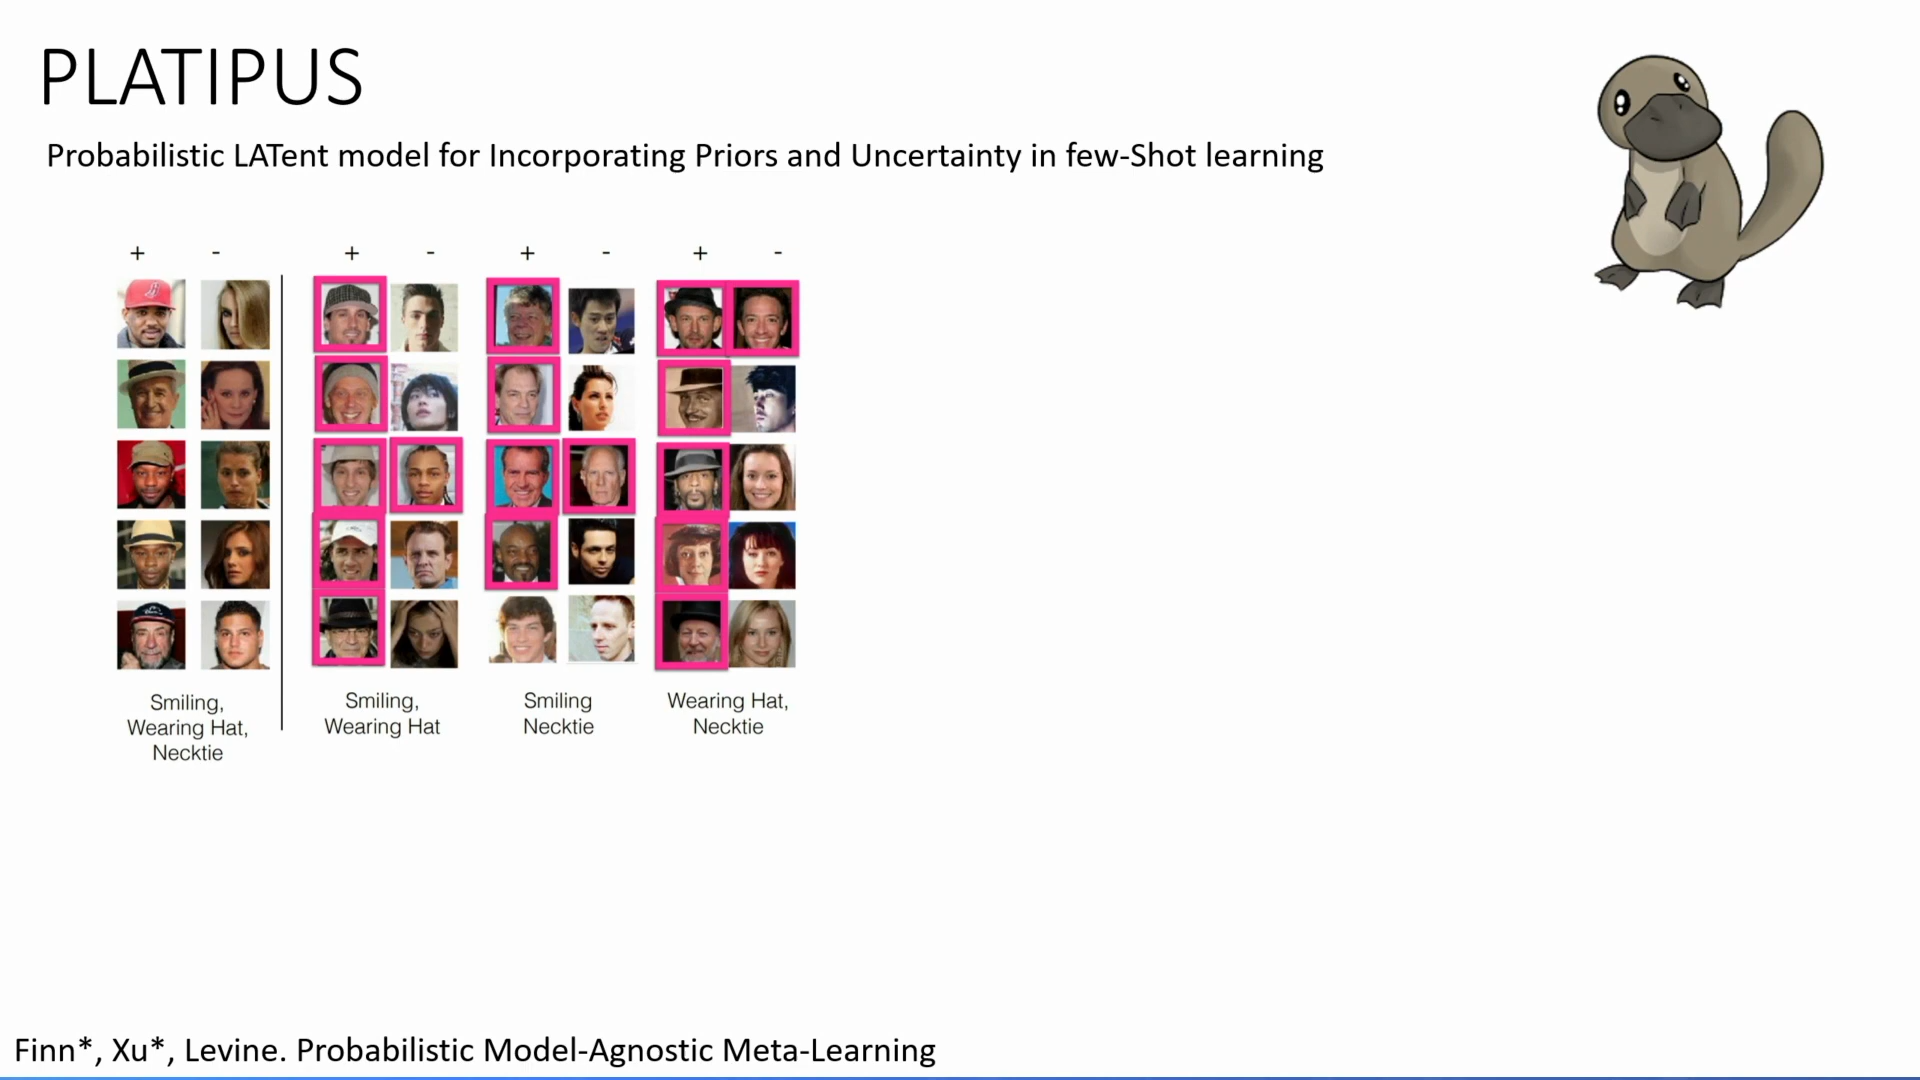 PLATIPUS
Probabilistic LATent model for Incorporating Priors and Uncertainty in few-Shot learning
+ - + - + - + -
Smiling,
Wearing Hat,
Necktie
Smiling,
Wearing Hat
Smiling
Necktie
Wearing Hat,
Necktie
Finn*, Xu*, Levine. Probabilistic Model-Agnostic Meta-Learning